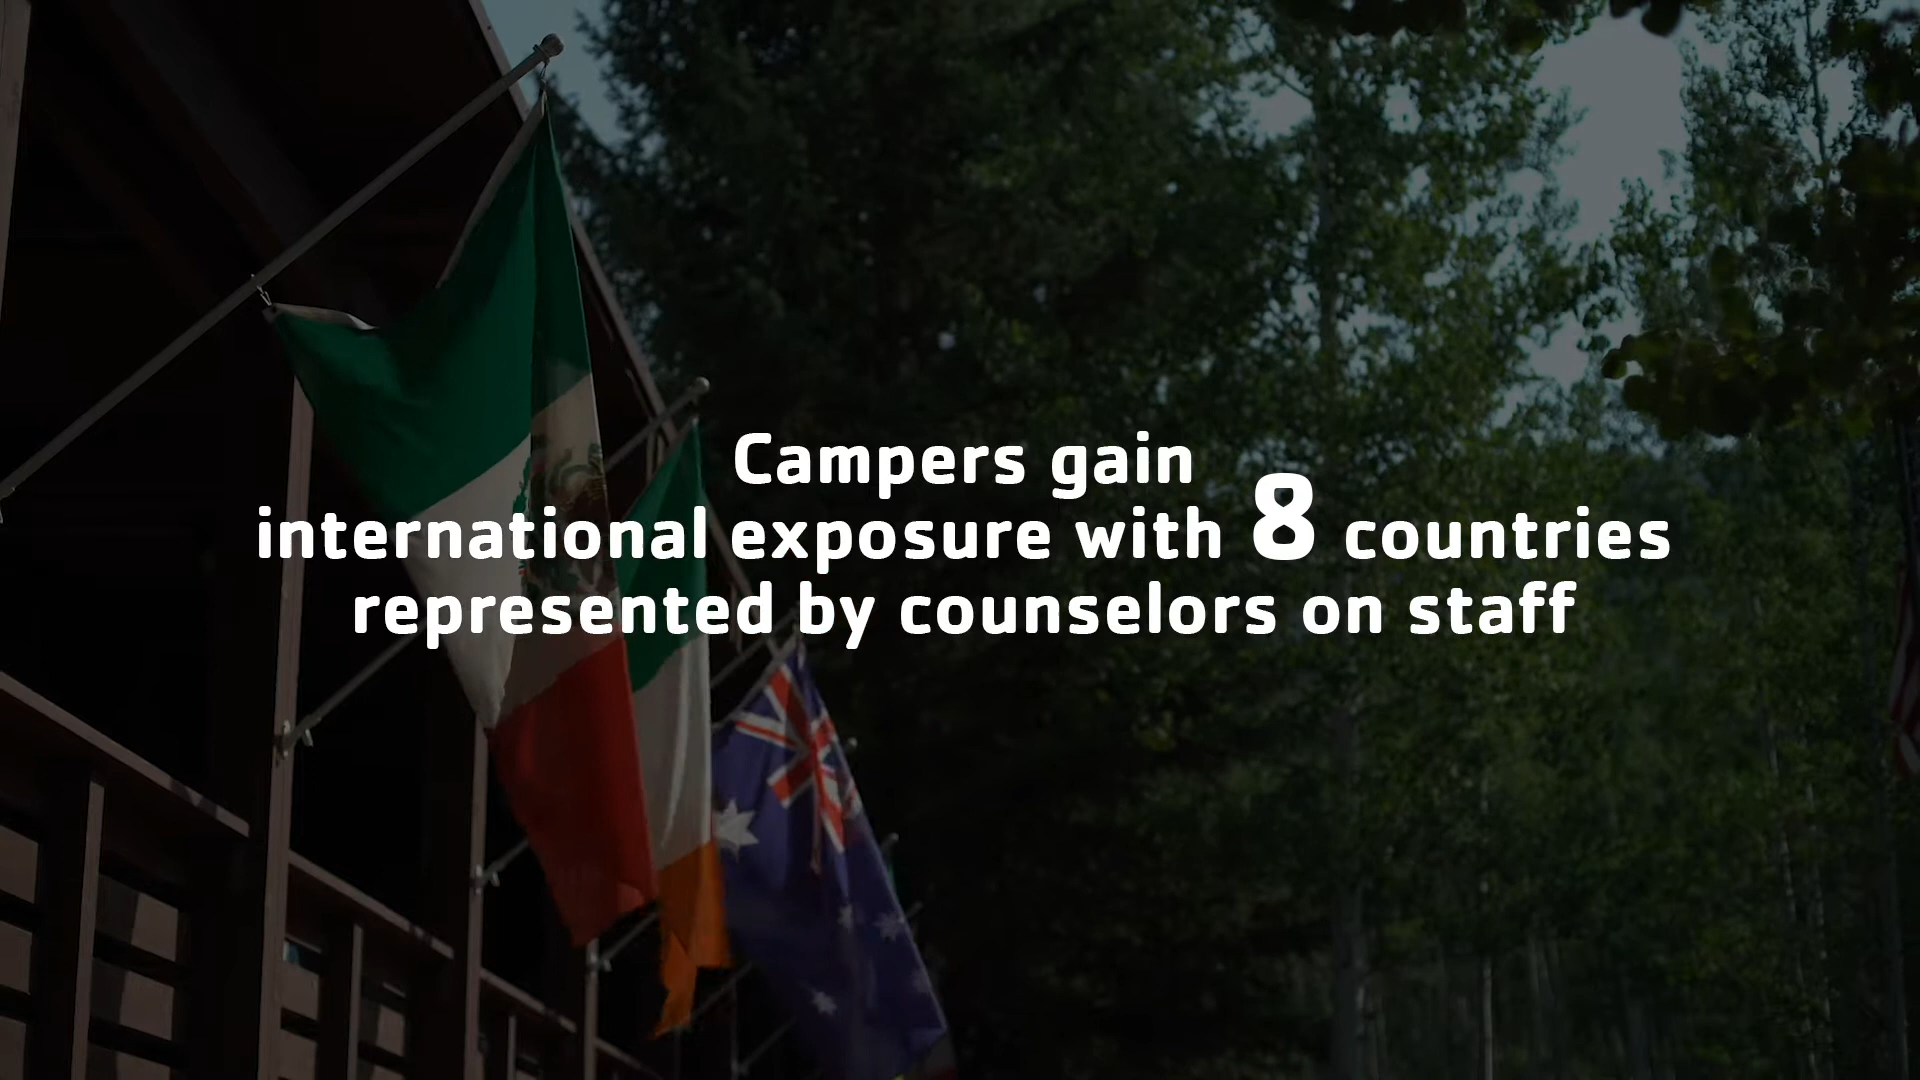 Campers gain
international exposure with 8 countries
represented by counselors on staff